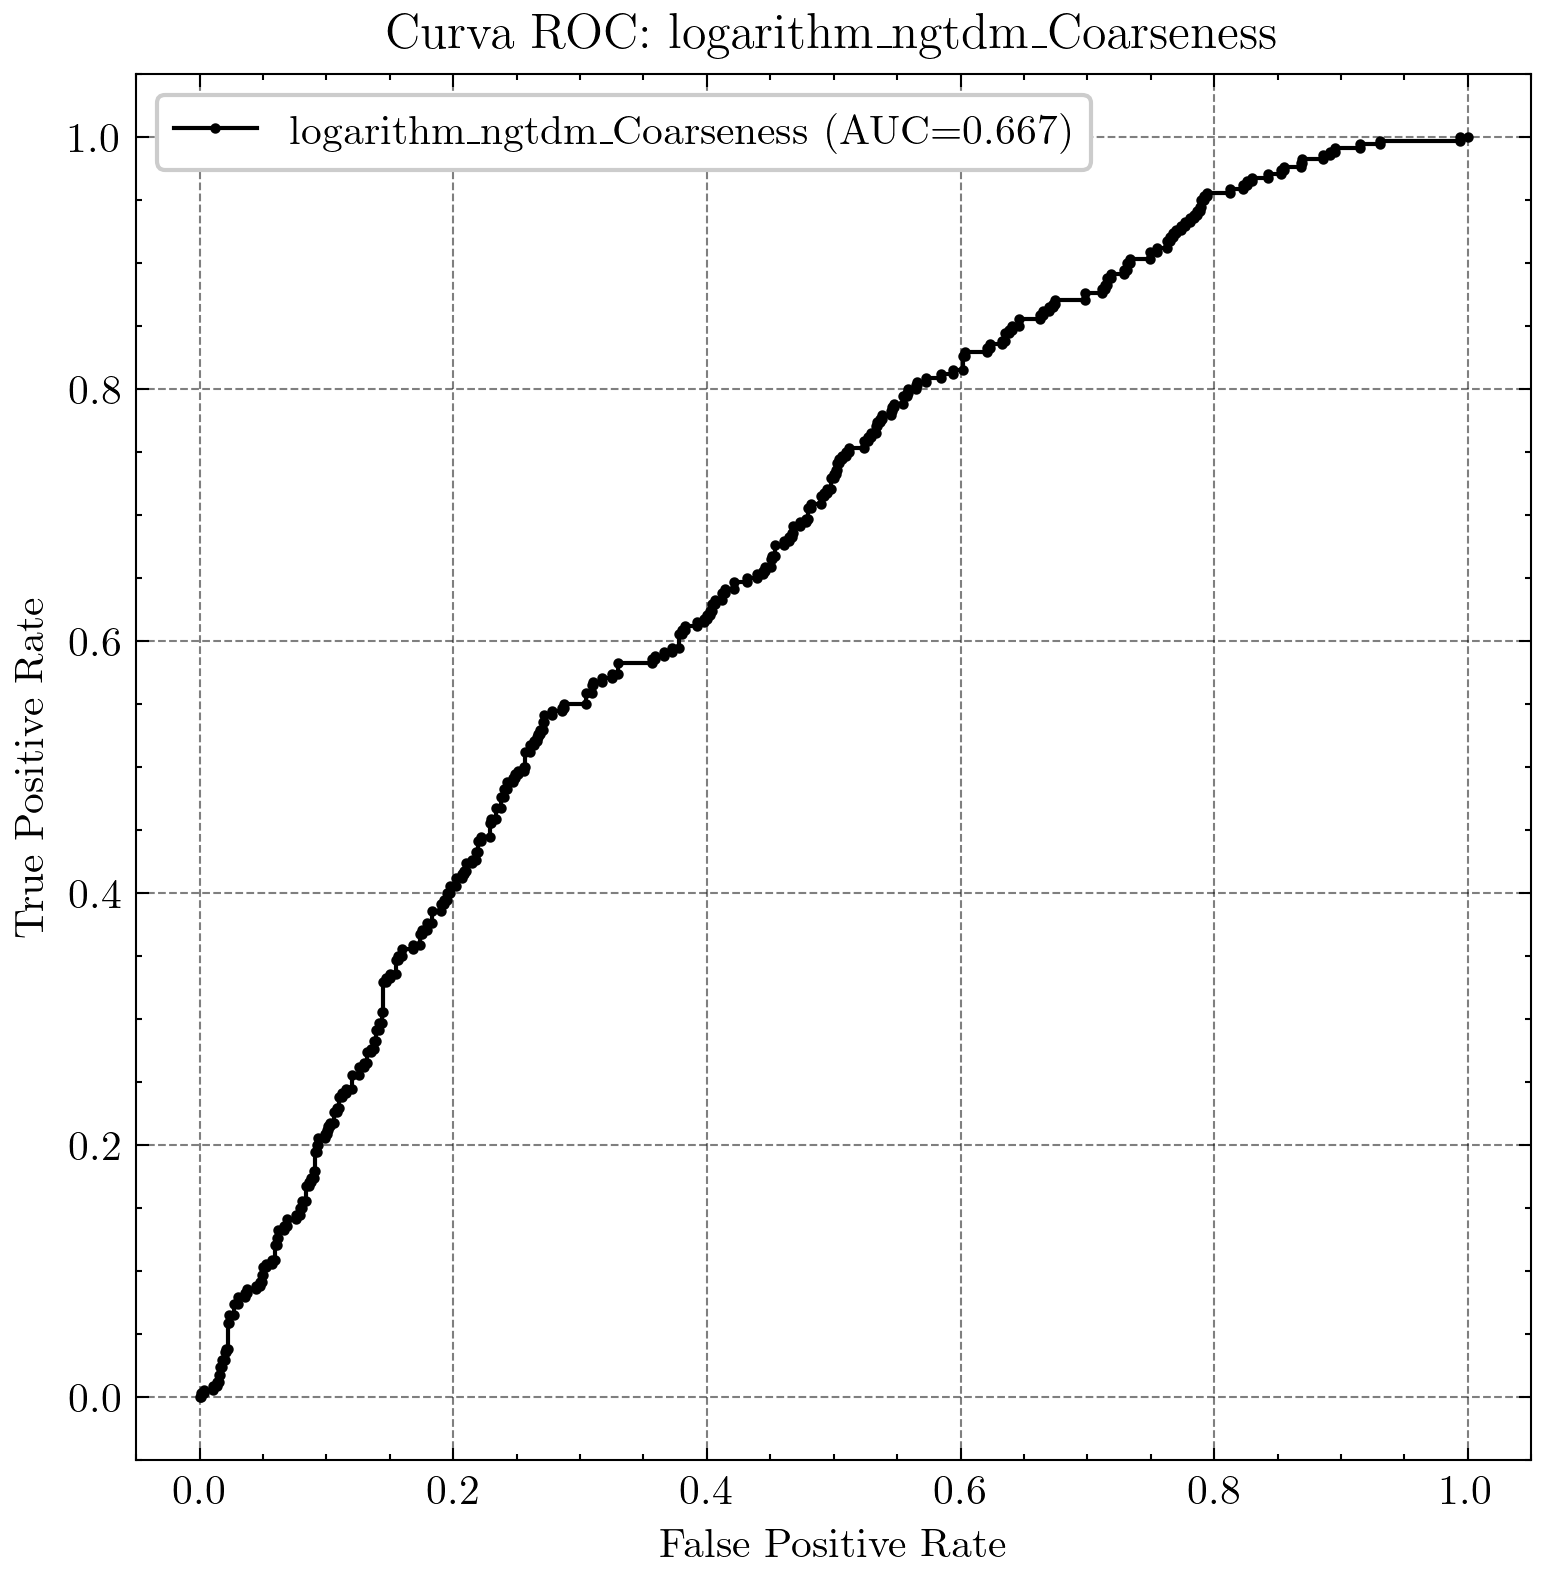 Curva ROC: logarithm_ngtdm_Coarseness
logarithm_ngtdm_Coarseness (AUC=0.667)
1.0
0.8
0.6
0.4
0.2
0.0
True Positive Rate
0.0 0.2 0.4 0.6 0.8 1.0
False Positive Rate